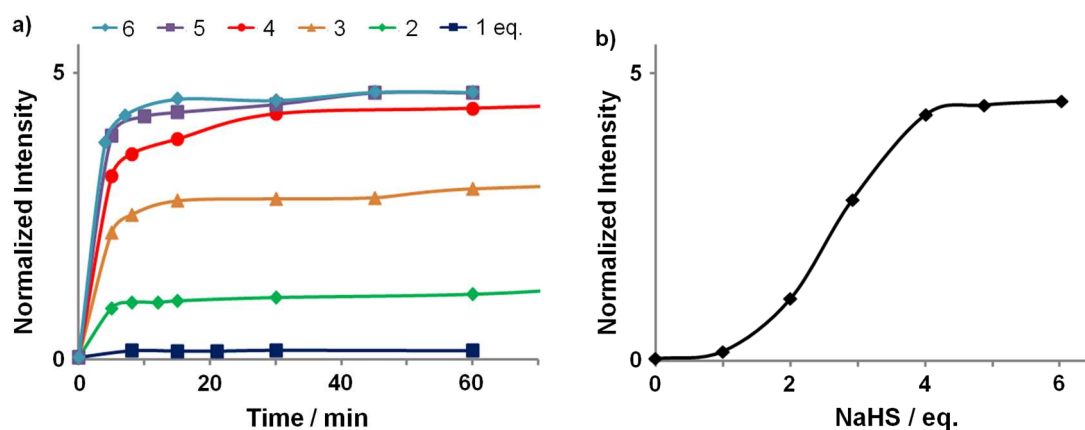 a)
6 5 4 3 2 1 eq.
5
0
Normalized Intensity
0 20 40 60
Time / min
b)
5
0
Normalized Intensity
0 2 4 6
NaHS / eq.